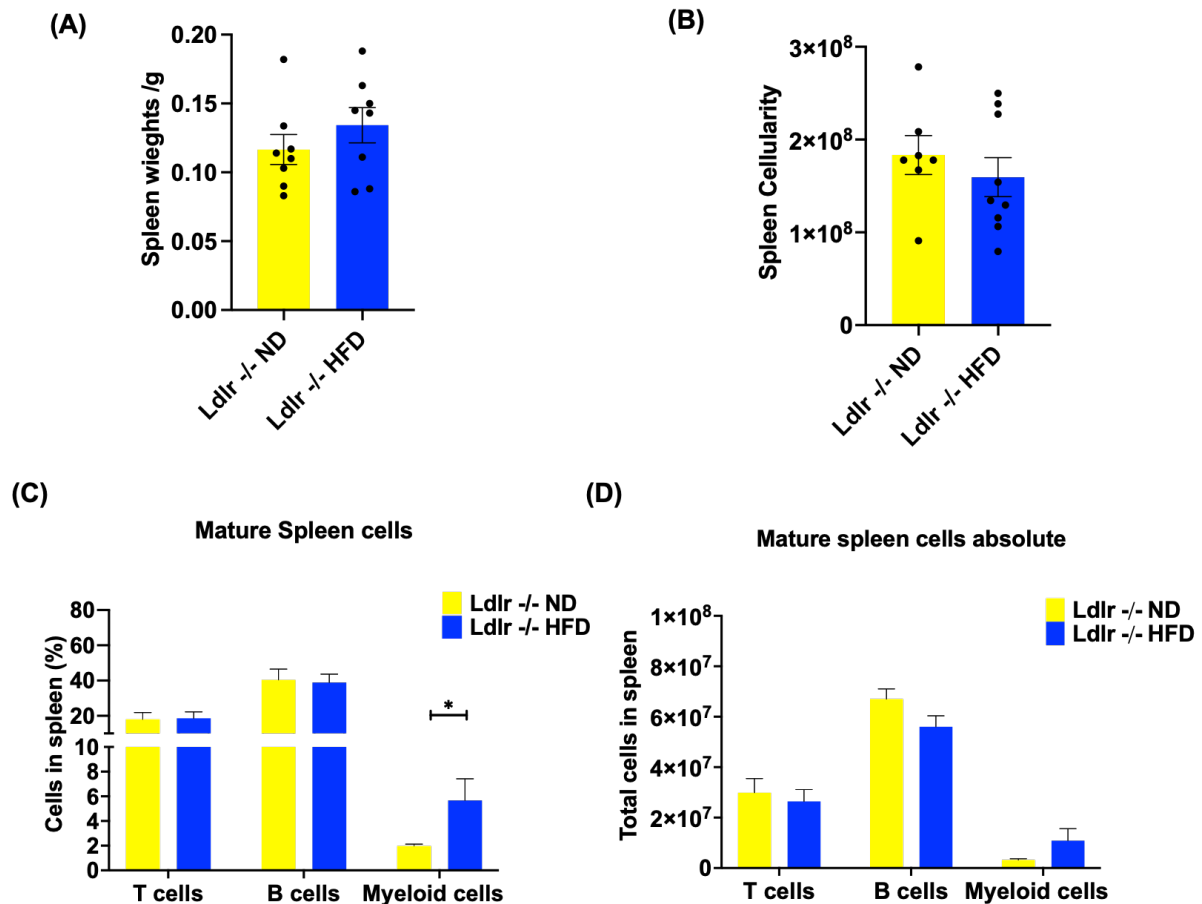 (A)
Spleen wieghts /g
0.20
0.15
0.10
0.05
0.00
Ldlr -/- ND
Ldlr -/- HFD
(B)
Spleen Cellularity
3×10⁸
2×10⁸
1×10⁸
0
Ldlr -/- ND
Ldlr -/- HFD
(C)
Mature Spleen cells
Ldlr -/- ND
Ldlr -/- HFD
Cells in spleen (%)
80
60
40
20
10
8
6
4
2
0
*
T cells
B cells
Myeloid cells
(D)
Mature spleen cells absolute
Ldlr -/- ND
Ldlr -/- HFD
Total cells in spleen
1×10⁸
8×10⁷
6×10⁷
4×10⁷
2×10⁷
0
T cells
B cells
Myeloid cells